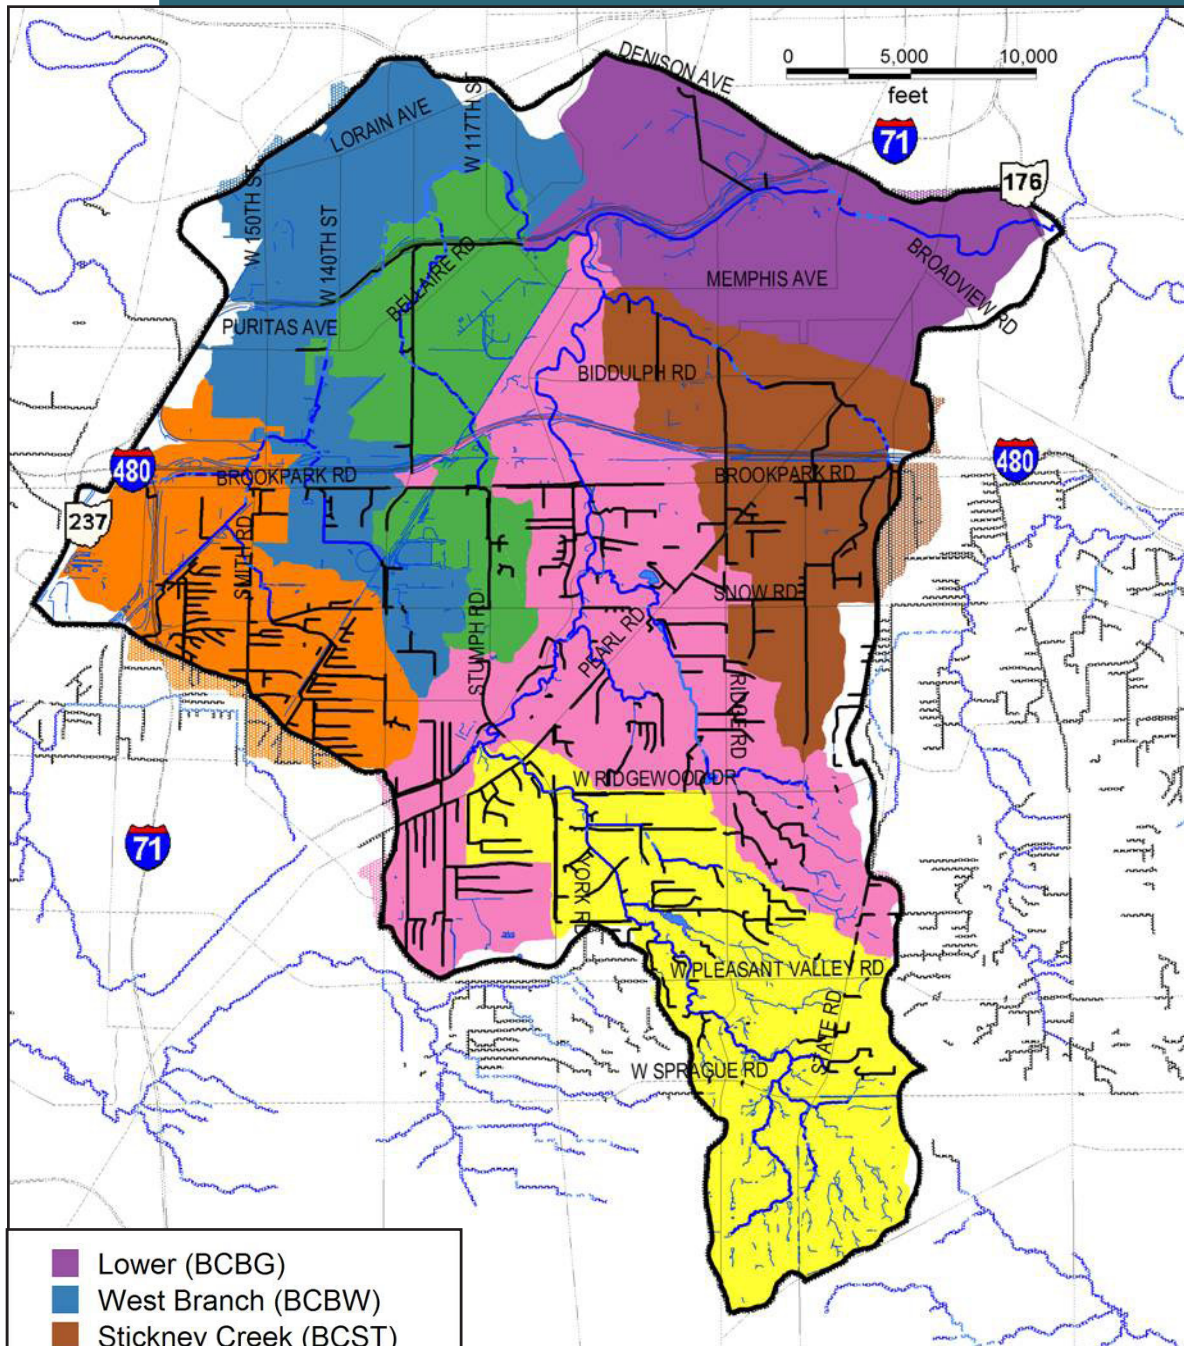 DENISON AVE
0 5,000 10,000
feet
71
176
LORAIN AVE
W 117TH ST
W 150TH ST
W 140TH ST
BELLAIRE RD
BROADVIEW RD
MEMPHIS AVE
PURITAS AVE
BIDDULPH RD
480
BROOKPARK RD
BROOKPARK RD
480
237
SMITH RD
SNOW RD
STUMPH RD
PEARL RD
RIDGE RD
W RIDGEWOOD DR
71
YORK RD
W PLEASANT VALLEY RD
STATE RD
W SPRAGUE RD
Lower (BCBG)
West Branch (BCBW)
Stickney Creek (BCST)